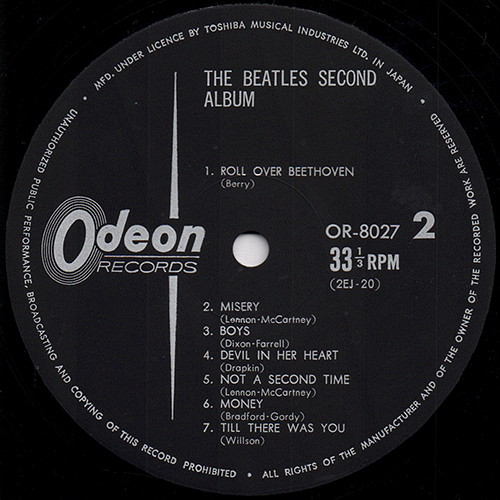 MFD. UNDER LICENCE BY TOSHIBA MUSICAL INDUSTRIES LTD. IN JAPAN
THE BEATLES SECOND
ALBUM
1. ROLL OVER BEETHOVEN
(Berry)
Odeon
RECORDS
OR-8027 2
33 1/3 RPM
(2EJ-20)
2. MISERY
(Lennon-McCartney)
3. BOYS
(Dixon-Farrell)
4. DEVIL IN HER HEART
(Drapkin)
5. NOT A SECOND TIME
(Lennon-McCartney)
6. MONEY
(Bradford-Gordy)
7. TILL THERE WAS YOU
(Willson)
UNAUTHORIZED PUBLIC PERFORMANCE, BROADCASTING AND COPYING OF THIS RECORD PROHIBITED • ALL RIGHTS OF THE MANUFACTURER AND OF THE OWNER OF THE RECORDED WORK ARE RESERVED